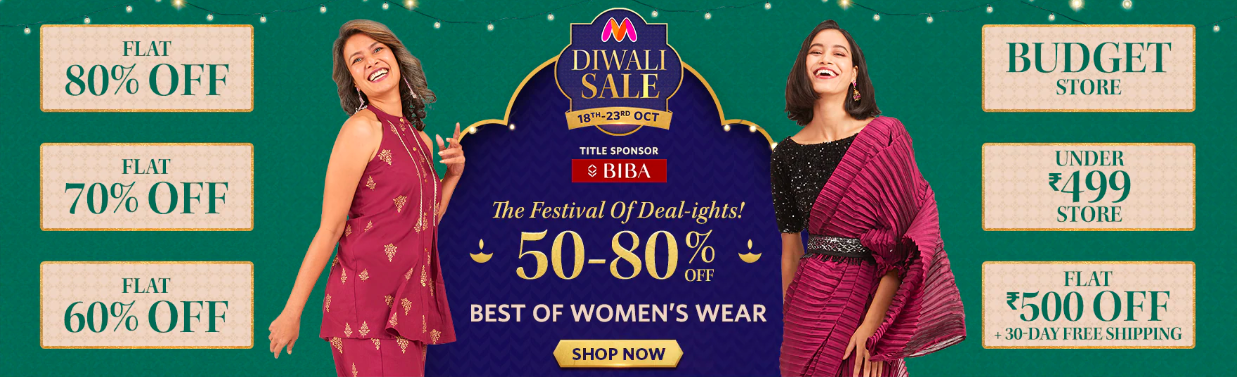 FLAT
80% OFF
FLAT
70% OFF
FLAT
60% OFF
DIWALI
SALE
18TH-23RD OCT
TITLE SPONSOR
BIBA
The Festival Of Deal-ights!
50-80% OFF
BEST OF WOMEN'S WEAR
SHOP NOW
BUDGET
STORE
UNDER
₹499
STORE
FLAT
₹500 OFF
+ 30-DAY FREE SHIPPING